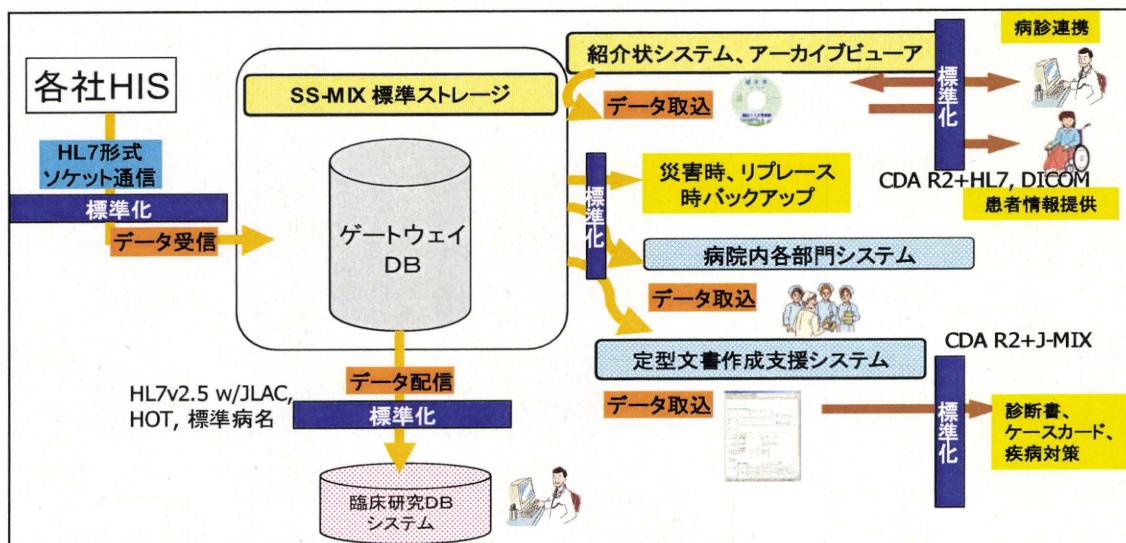 各社HIS
HL7形式
ソケット通信
標準化
データ受信
SS-MIX 標準ストレージ
ゲートウェイ
DB
データ配信
HL7v2.5 w/JLAC,
HOT, 標準病名
標準化
臨床研究DB
システム
紹介状システム、アーカイブビューア
データ取込
標準化
病診連携
CDA R2+HL7, DICOM
患者情報提供
標準化
災害時、リプレース
時バックアップ
病院内各部門システム
データ取込
定型文書作成支援システム
データ取込
CDA R2+J-MIX
標準化
診断書、
ケースカード、
疾病対策